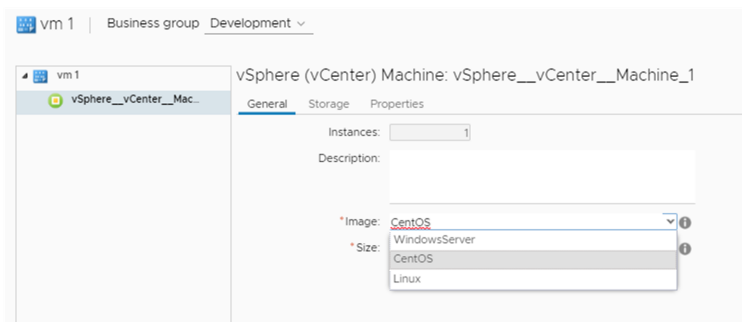 vm 1 | Business group Development
vm 1
vSphere__vCenter__Mac...
vSphere (vCenter) Machine: vSphere__vCenter__Machine_1
General Storage Properties
Instances: 1
Description:
*Image: CentOS
*Size:
WindowsServer
CentOS
Linux